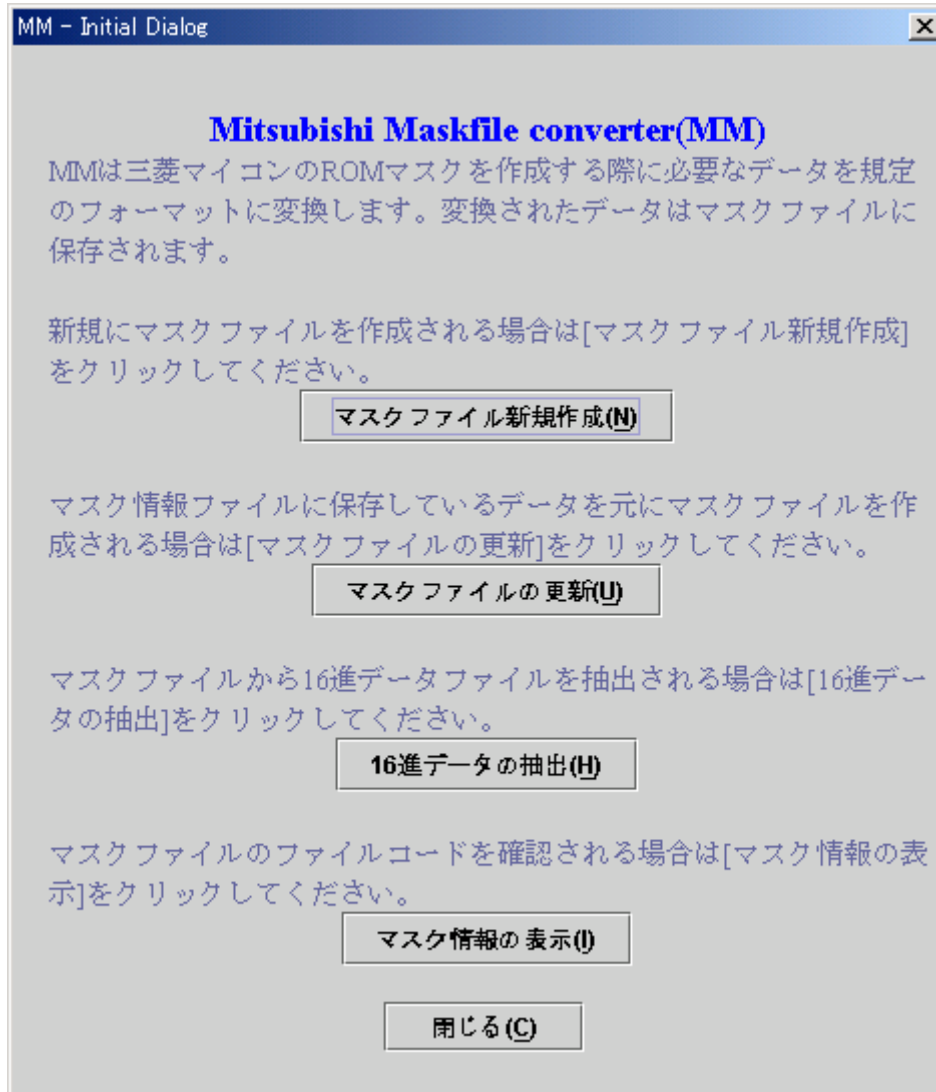 MM - Initial Dialog
Mitsubishi Maskfile converter(MM)
MMは三菱マイコンのROMマスクを作成する際に必要なデータを規定
のフォーマットに変換します。変換されたデータはマスクファイルに
保存されます。
新規にマスクファイルを作成される場合は[マスクファイル新規作成]
をクリックしてください。
マスクファイル新規作成(N)
マスク情報ファイルに保存しているデータを元にマスクファイルを作
成される場合は[マスクファイルの更新]をクリックしてください。
マスクファイルの更新(U)
マスクファイルから16進データファイルを抽出される場合は[16進デー
タの抽出]をクリックしてください。
16進データの抽出(H)
マスクファイルのファイルコードを確認される場合は[マスク情報の表
示]をクリックしてください。
マスク情報の表示(I)
閉じる(C)